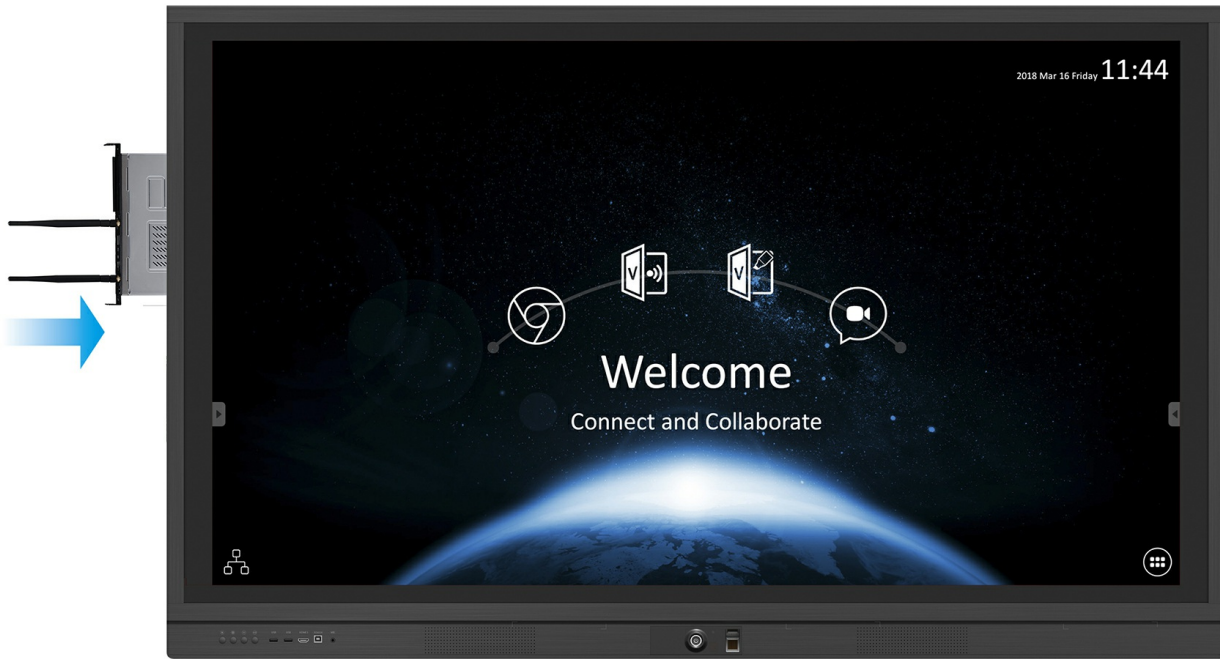 2018 Mar 16 Friday 11:44
V
V
Welcome
Connect and Collaborate